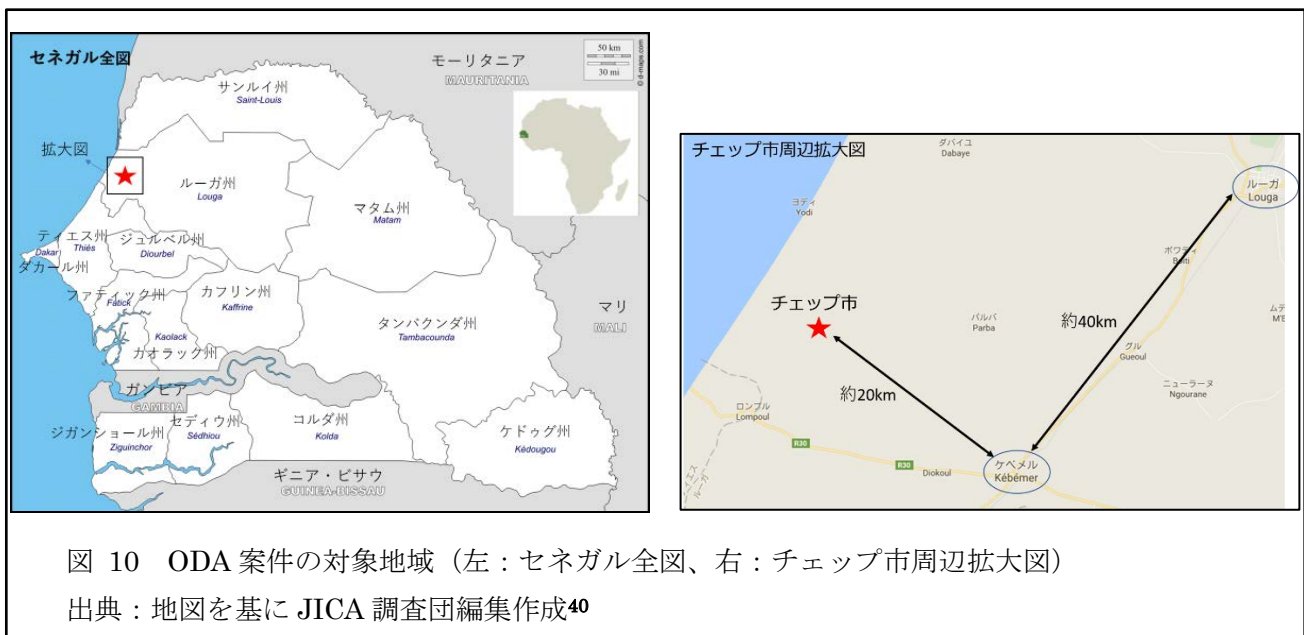 セネガル全図
モーリタニア
MAURITANIA
50 km
30 mi
© d-maps.com
サンルイ州
Saint-Louis
拡大図
ルーガ州
Louga
マタム州
Matam
ティエス州
Thiès
ジュルベル州
Diourbel
Dakar
ダカール州
ファティック州
Fatick
カフリン州
Kaffrine
マリ
MALI
タンバクンダ州
Tambacounda
Kaolack
カオラック州
ガンビア
GAMBIA
セディウ州
Sédhiou
コルダ州
Kolda
ケドゥグ州
Kédougou
ジガンショール州
Ziguinchor
ギニア・ビサウ
GUINEA-BISSAU
チェップ市周辺拡大図
ダバイユ
Dabaye
ルーガ
Louga
ヨディ
Yodi
ポワティ
チェップ市
パルバ
Parba
約40km
グル
Gueoul
ニューラーヌ
Ngourane
約20km
ロンプル
Lompoul
R30
R30
Diokoul
ケベメル
Kébémer
ルーガ
図 10 ODA 案件の対象地域（左：セネガル全図、右：チェップ市周辺拡大図）
出典：地図を基に JICA 調査団編集作成40